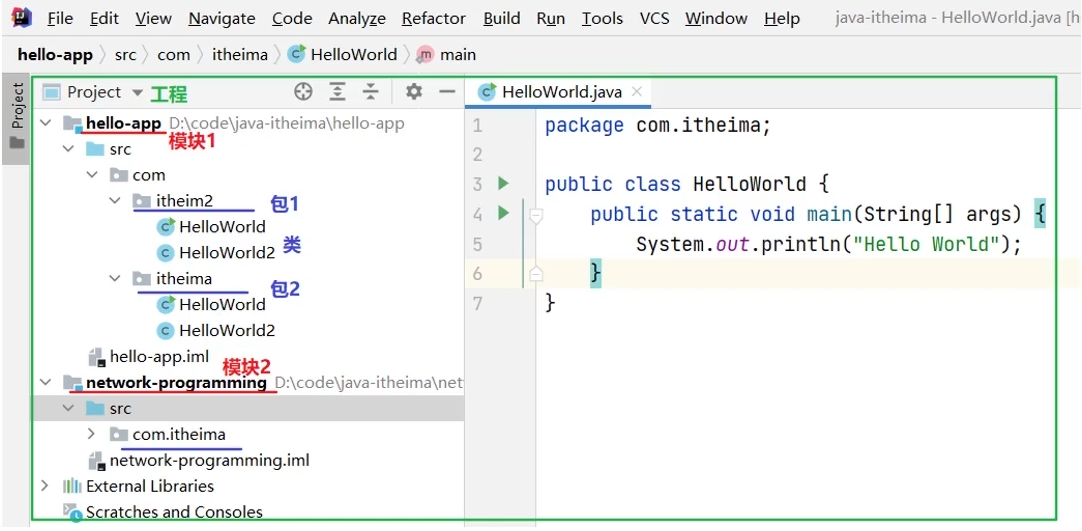 File Edit View Navigate Code Analyze Refactor Build Run Tools VCS Window Help java-itheima - HelloWorld.java [h
hello-app src com itheima HelloWorld main
Project
Project 工程
hello-app D:\code\java-itheima\hello-app
模块1
src
com
itheim2 包1
HelloWorld
HelloWorld2 类
itheima 包2
HelloWorld
HelloWorld2
hello-app.iml
模块2
network-programming D:\code\java-itheima\net
src
com.itheima
network-programming.iml
External Libraries
Scratches and Consoles
HelloWorld.java
1 package com.itheima;
2
3 public class HelloWorld {
4 public static void main(String[] args) {
5 System.out.println("Hello World");
6 }
7 }